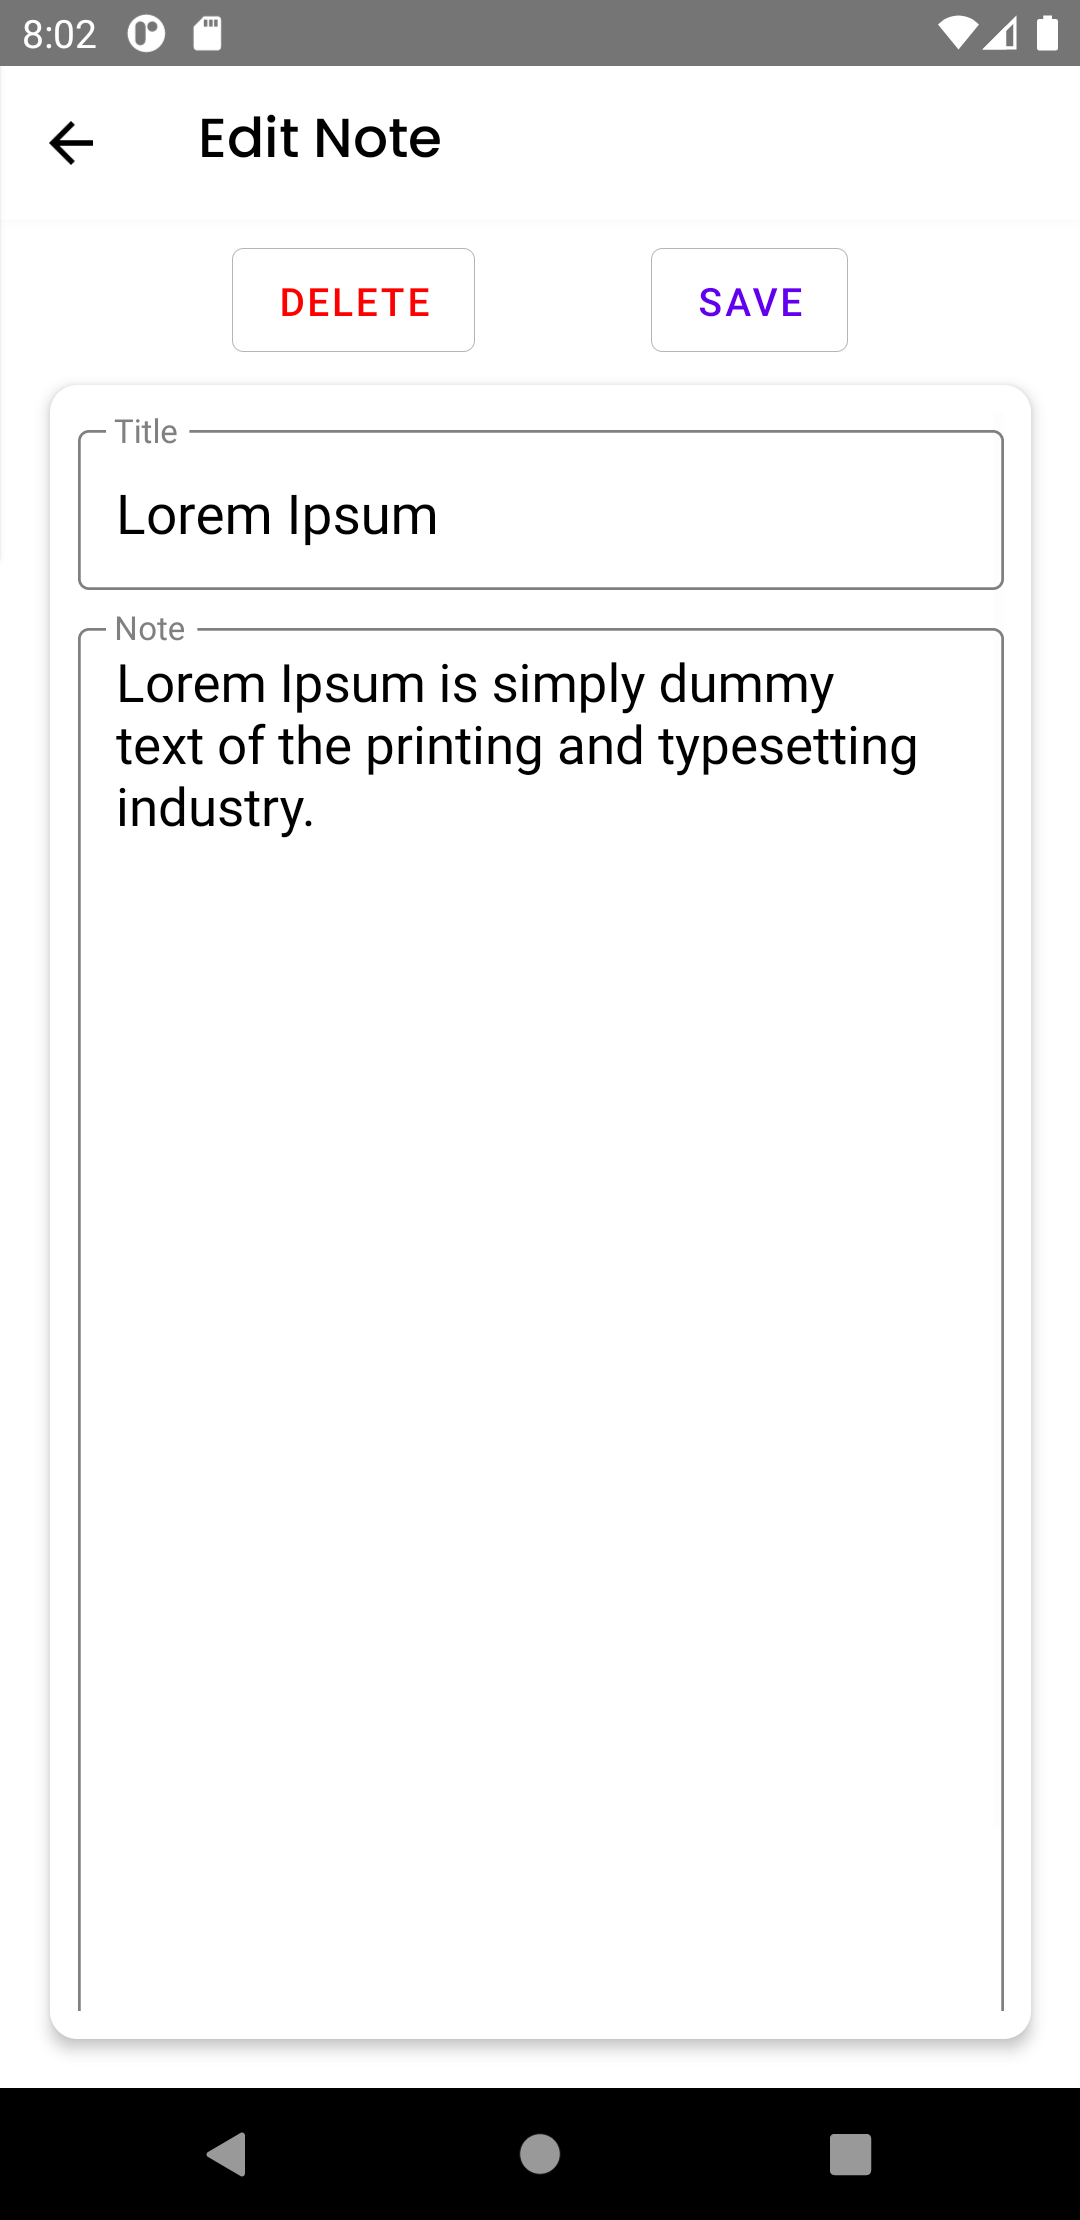 8:02
Edit Note
DELETE
SAVE
Title
Lorem Ipsum
Note
Lorem Ipsum is simply dummy
text of the printing and typesetting
industry.